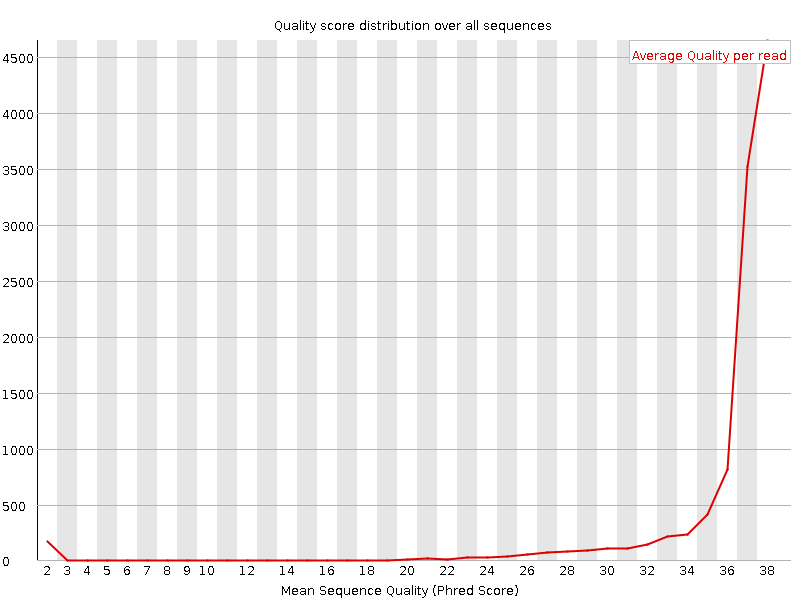 Quality score distribution over all sequences
Average Quality per read
4500
4000
3500
3000
2500
2000
1500
1000
500
0
2 3 4 5 6 7 8 9 10 12 14 16 18 20 22 24 26 28 30 32 34 36 38
Mean Sequence Quality (Phred Score)